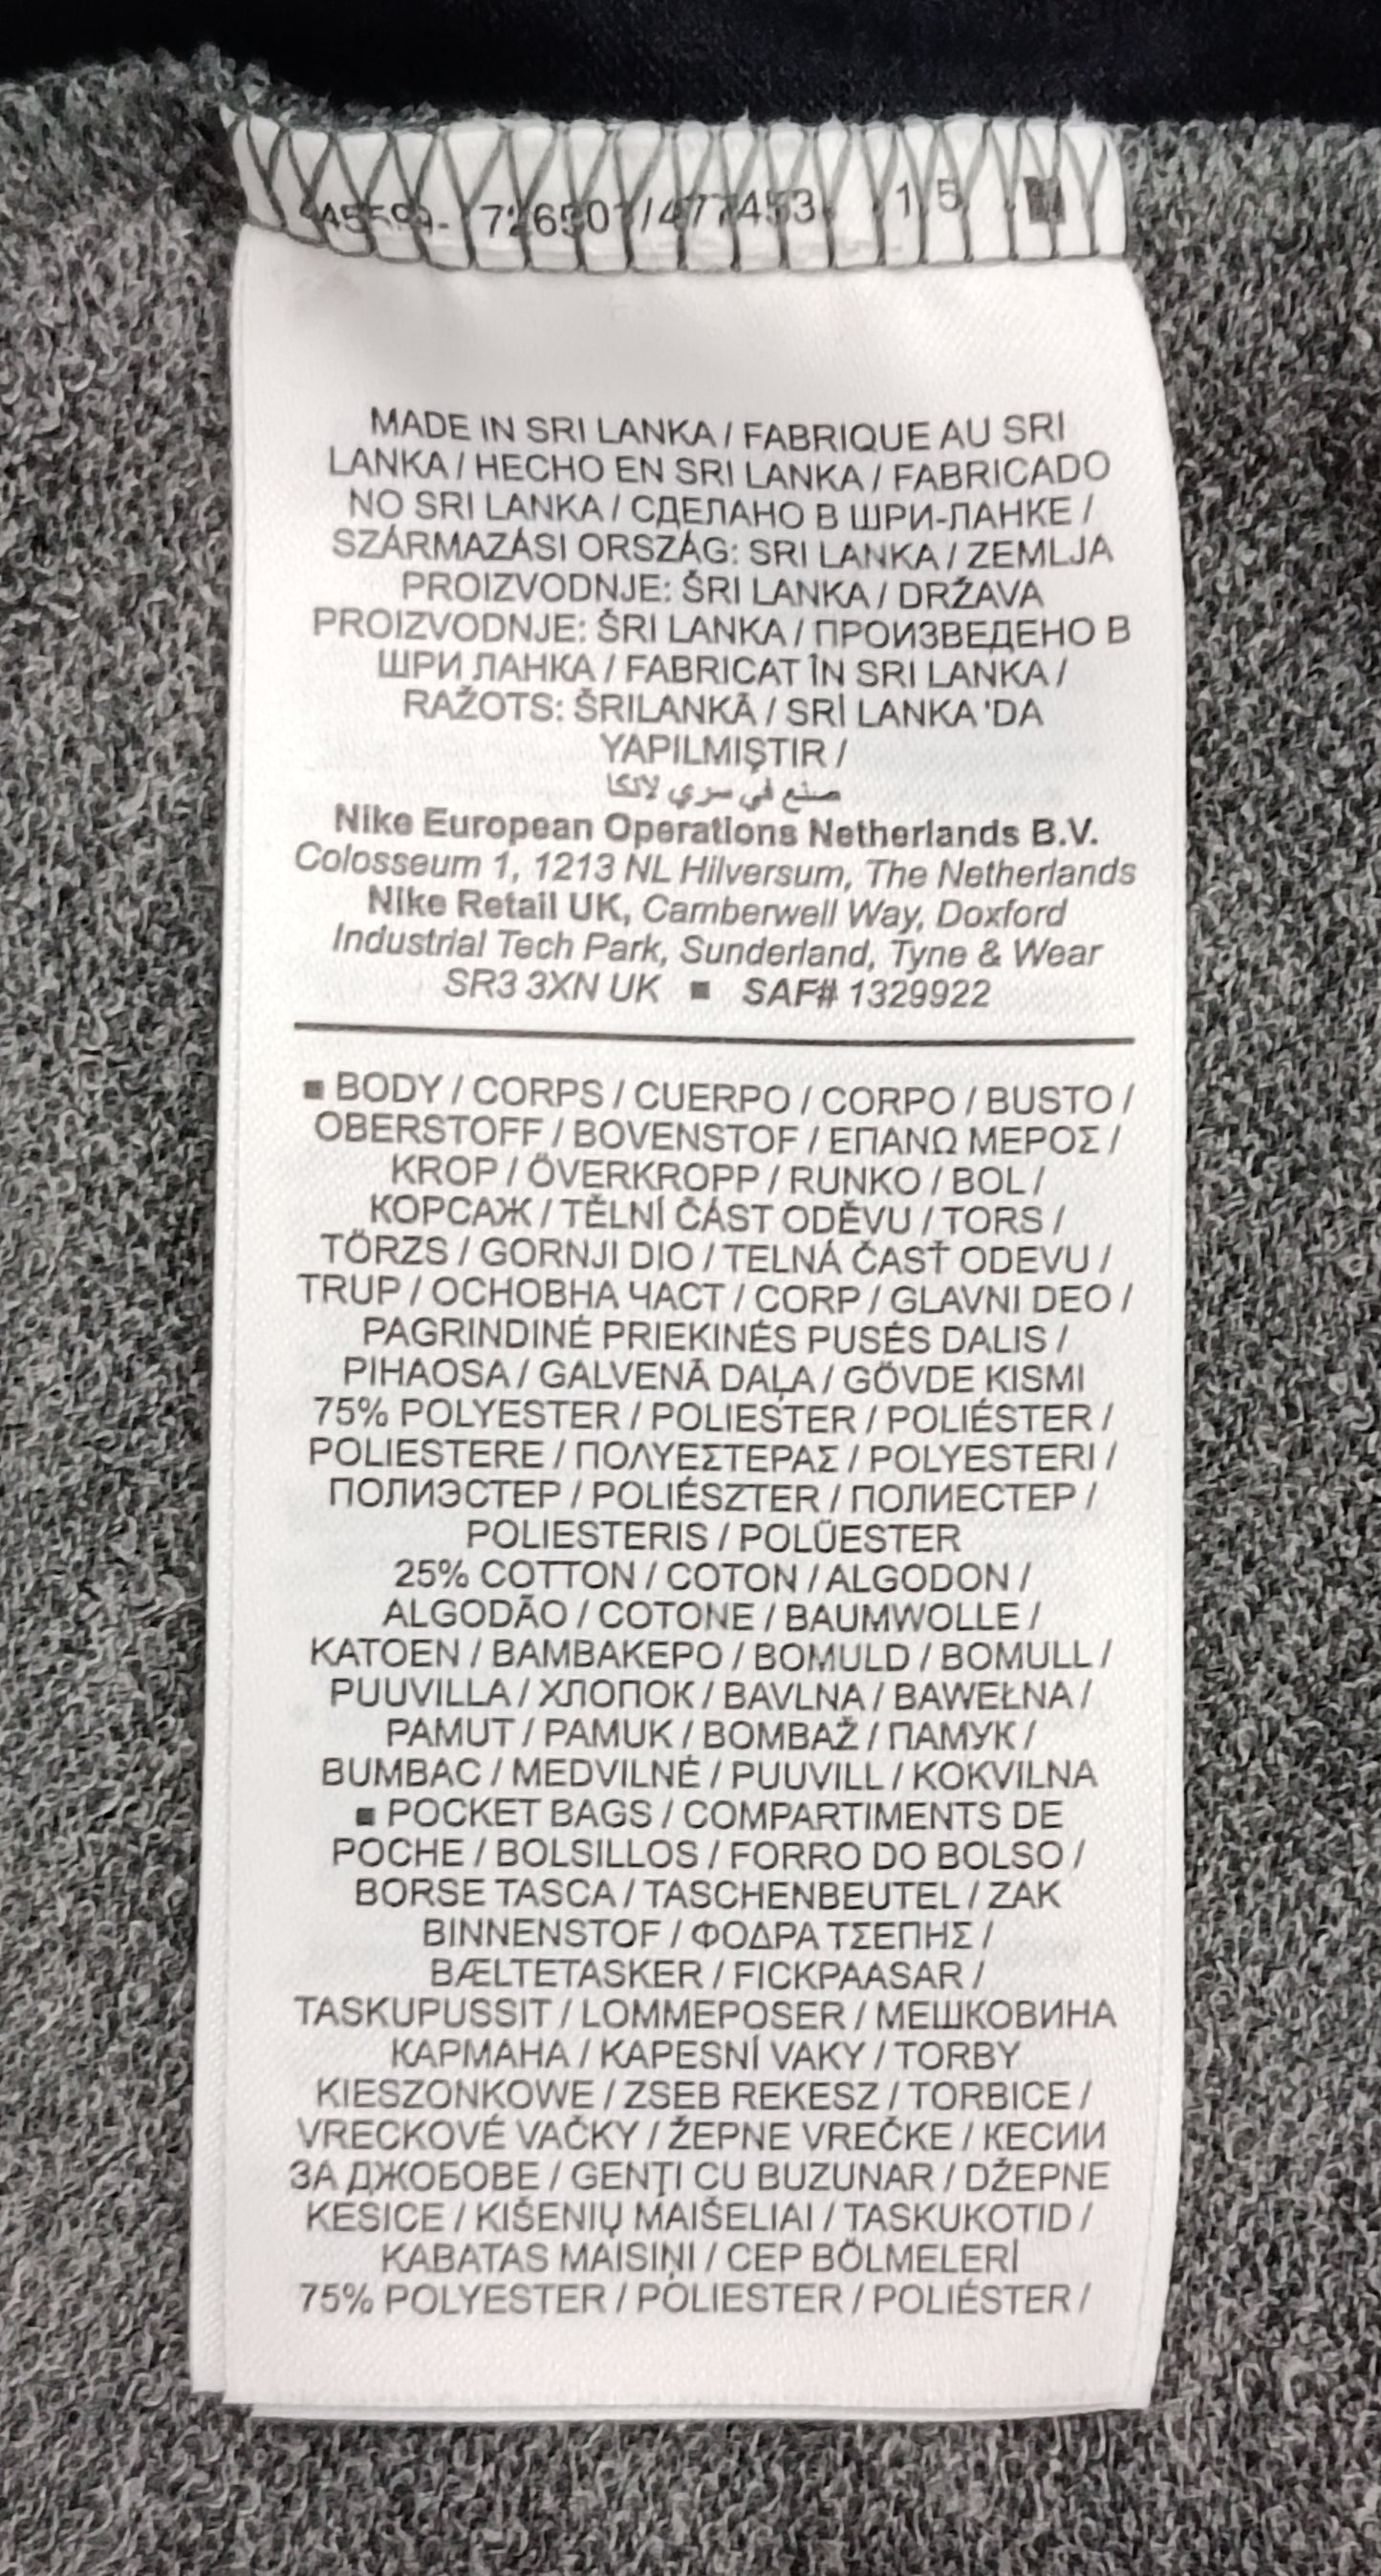 MADE IN SRI LANKA / FABRIQUE AU SRI
LANKA / HECHO EN SRI LANKA / FABRICADO
NO SRI LANKA / СДЕЛАНО В ШРИ-ЛАНКЕ /
SZÁRMAZÁSI ORSZÁG: SRI LANKA / ZEMLJA
PROIZVODNJE: ŠRI LANKA / DRŽAVA
PROIZVODNJE: ŠRI LANKA / ПРОИЗВЕДЕНО В
ШРИ ЛАНКА / FABRICAT ÎN SRI LANKA /
RAŽOTS: ŠRILANKĀ / SRİ LANKA 'DA
YAPILMIŞTIR /
صنع في سري لانكا
Nike European Operations Netherlands B.V.
Colosseum 1, 1213 NL Hilversum, The Netherlands
Nike Retail UK, Camberwell Way, Doxford
Industrial Tech Park, Sunderland, Tyne & Wear
SR3 3XN UK ■ SAF# 1329922
■ BODY / CORPS / CUERPO / CORPO / BUSTO /
OBERSTOFF / BOVENSTOF / ΕΠΑΝΩ ΜΕΡΟΣ /
KROP / ÖVERKROPP / RUNKO / BOL /
КОРСАЖ / TĚLNÍ ČÁST ODĚVU / TORS /
TÖRZS / GORNJI DIO / TELNÁ ČASŤ ODEVU /
TRUP / ОСНОВНА ЧАСТ / CORP / GLAVNI DEO /
PAGRINDINĖ PRIEKINĖS PUSĖS DALIS /
PIHAOSA / GALVENĀ DAĻA / GÖVDE KISMI
75% POLYESTER / POLIESTER / POLIÉSTER /
POLIESTERE / ΠΟΛΥΕΣΤΕΡΑΣ / POLYESTERI /
ПОЛИЭСТЕР / POLIÉSZTER / ПОЛИЕСТЕР /
POLIESTERIS / POLÜESTER
25% COTTON / COTON / ALGODON /
ALGODÃO / COTONE / BAUMWOLLE /
KATOEN / ΒΑΜΒΑΚΕΡΟ / BOMULD / BOMULL /
PUUVILLA / ХЛОПОК / BAVLNA / BAWEŁNA /
PAMUT / PAMUK / BOMBAŽ / ПАМУК /
BUMBAC / MEDVILNĖ / PUUVILL / KOKVILNA
■ POCKET BAGS / COMPARTIMENTS DE
POCHE / BOLSILLOS / FORRO DO BOLSO /
BORSE TASCA / TASCHENBEUTEL / ZAK
BINNENSTOF / ΦΟΔΡΑ ΤΣΕΠΗΣ /
BÆLTETASKER / FICKPAASAR /
TASKUPUSSIT / LOMMEPOSER / МЕШКОВИНА
КАРМАНА / KAPESNÍ VAKY / TORBY
KIESZONKOWE / ZSEB REKESZ / TORBICE /
VRECKOVÉ VAČKY / ŽEPNE VREČKE / КЕСИИ
ЗА ДЖОБОВЕ / GENŢI CU BUZUNAR / DŽEPNE
KESICE / KIŠENIŲ MAIŠELIAI / TASKUKOTID /
KABATAS MAISIŅI / CEP BÖLMELERİ
75% POLYESTER / POLIESTER / POLIÉSTER /